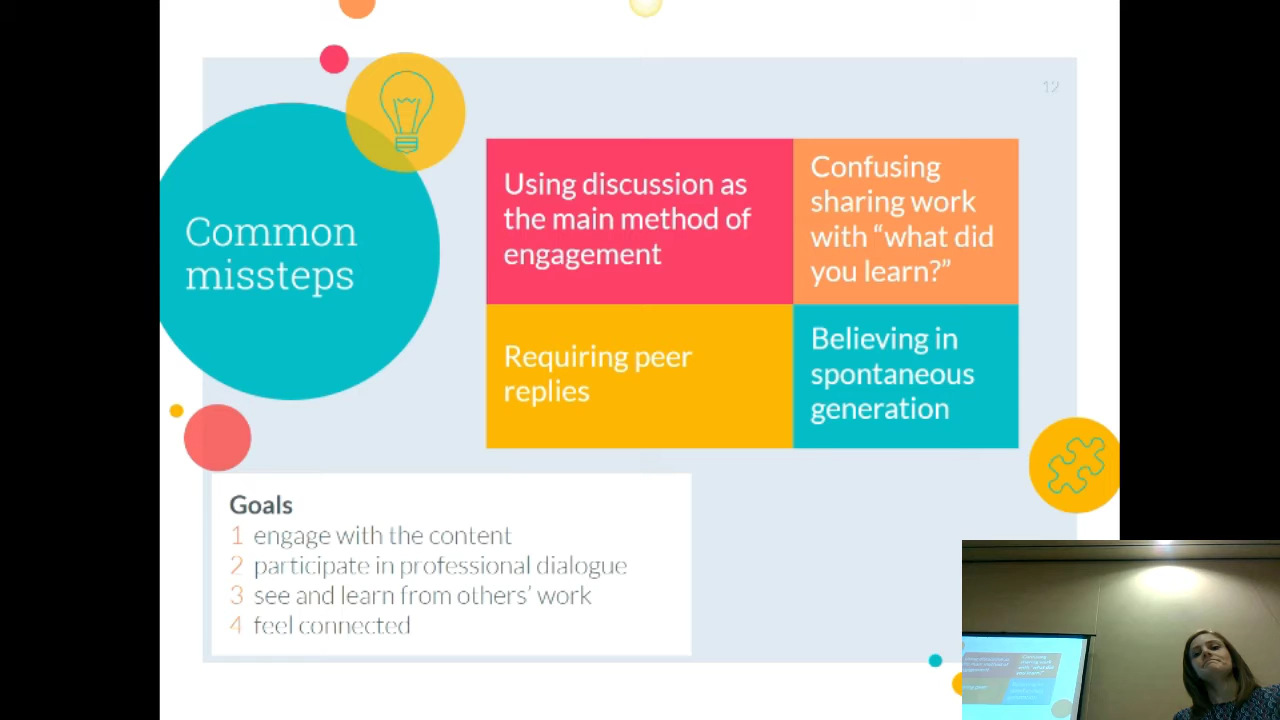 12
Common
missteps
Using discussion as
the main method of
engagement
Confusing
sharing work
with “what did
you learn?”
Requiring peer
replies
Believing in
spontaneous
generation
Goals
1 engage with the content
2 participate in professional dialogue
3 see and learn from others’ work
4 feel connected